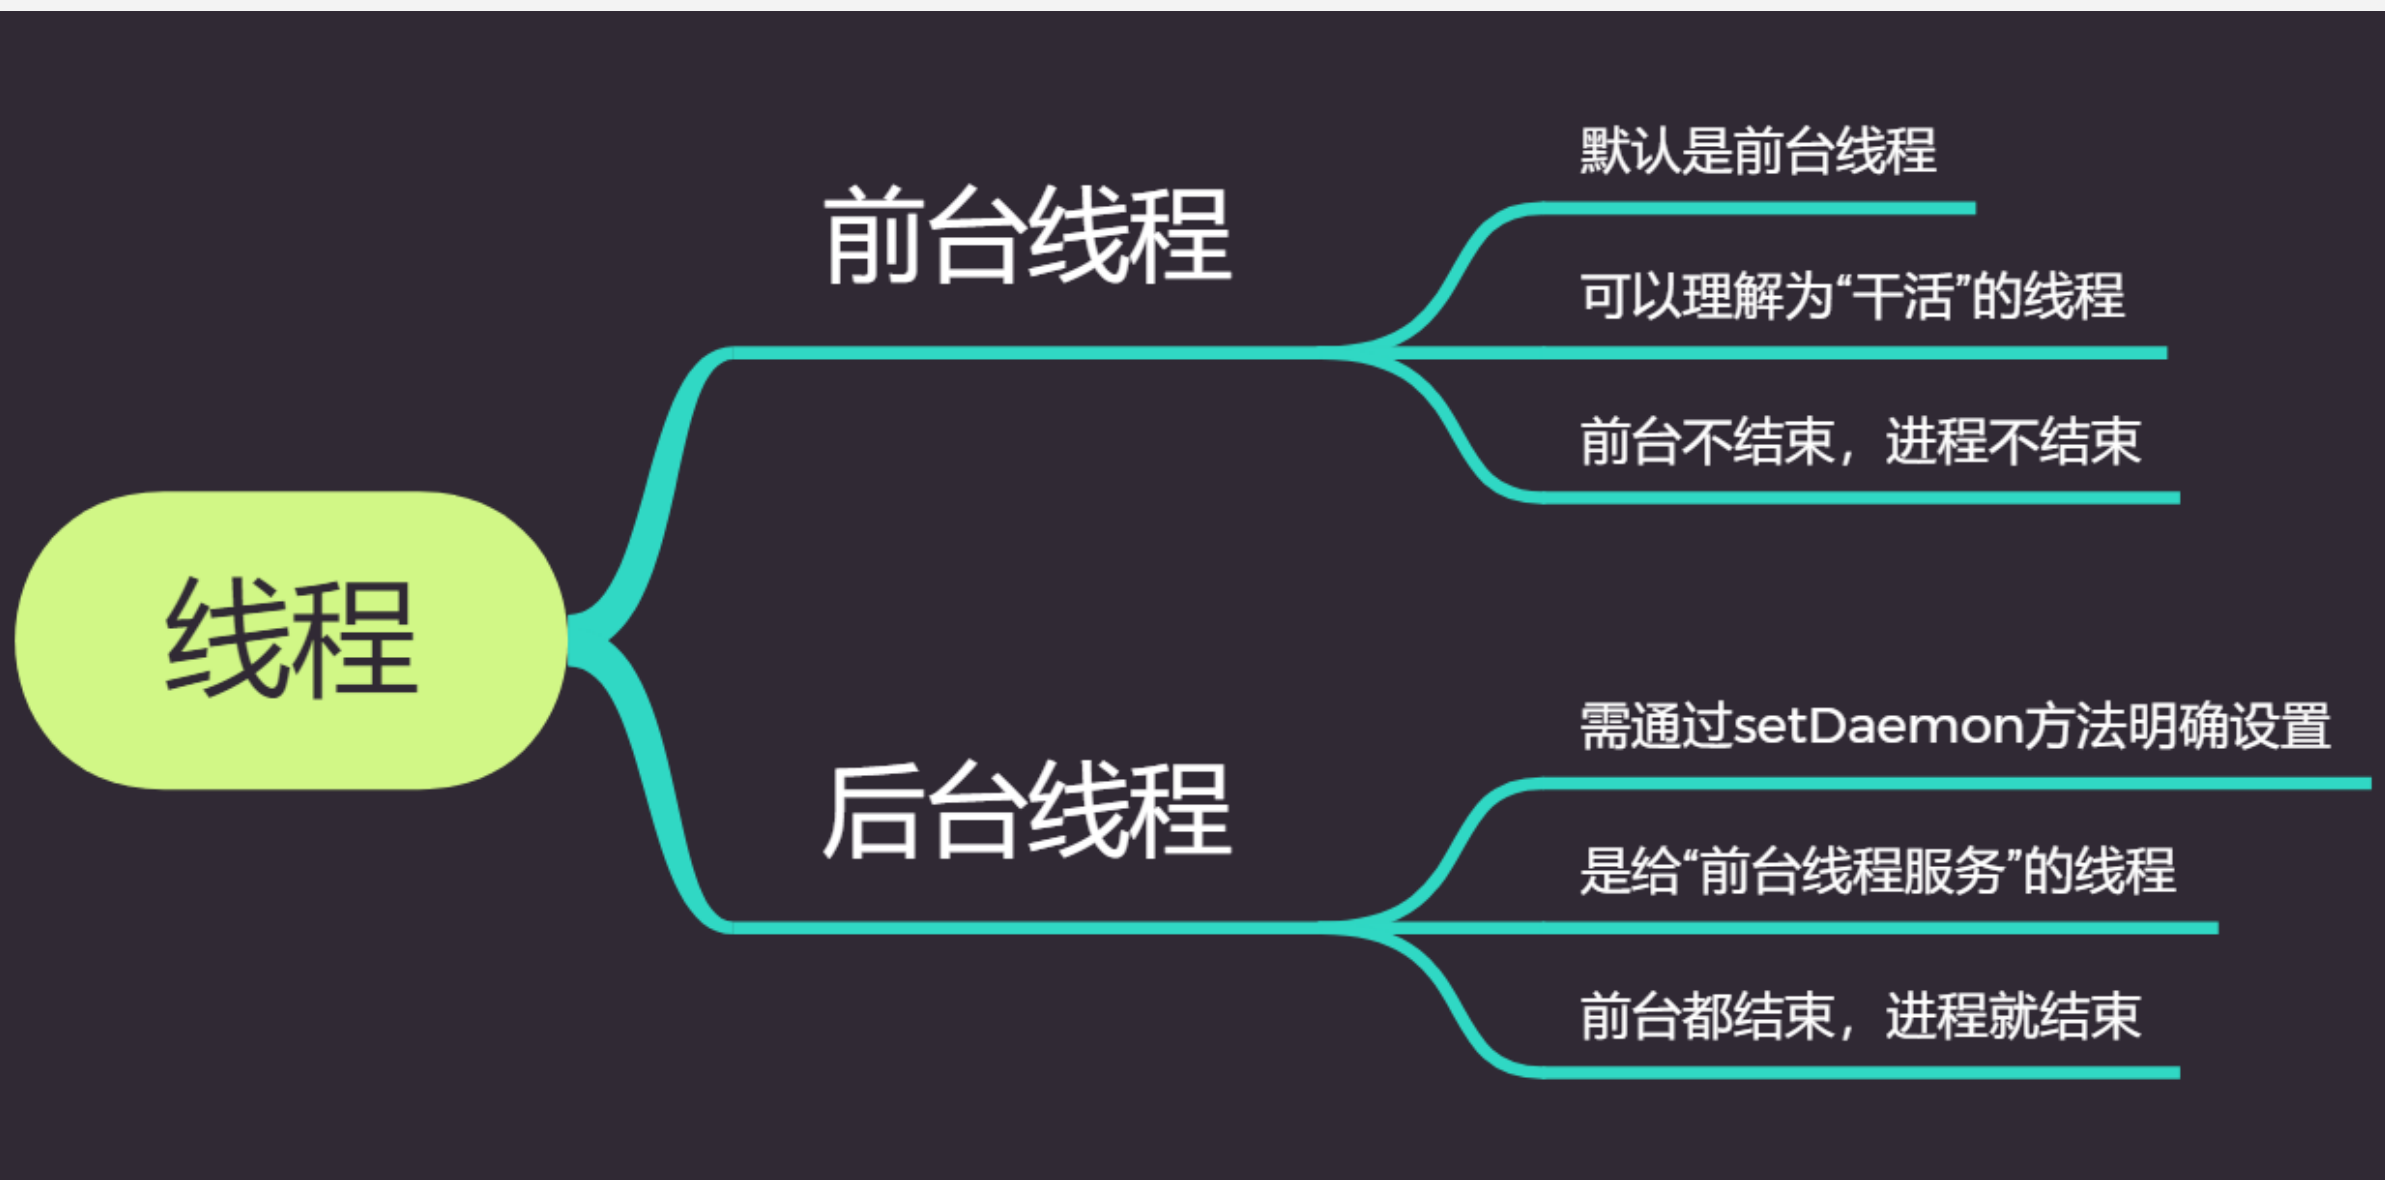 线程
前台线程
默认是前台线程
可以理解为“干活”的线程
前台不结束，进程不结束
后台线程
需通过setDaemon方法明确设置
是给“前台线程服务”的线程
前台都结束，进程就结束